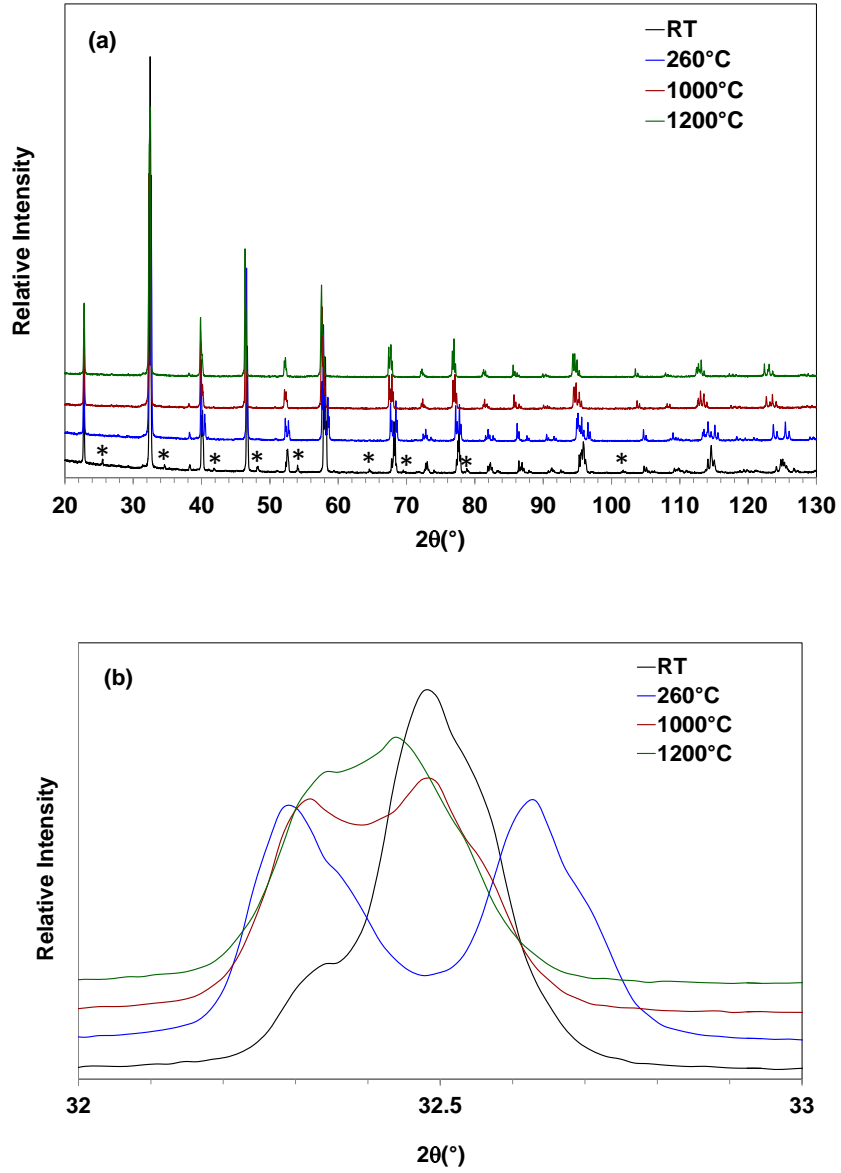 (a)
RT
260°C
1000°C
1200°C
Relative Intensity
* * * * * * * * *
20 30 40 50 60 70 80 90 100 110 120 130
2θ(°)
(b)
RT
260°C
1000°C
1200°C
Relative Intensity
32 32.5 33
2θ(°)